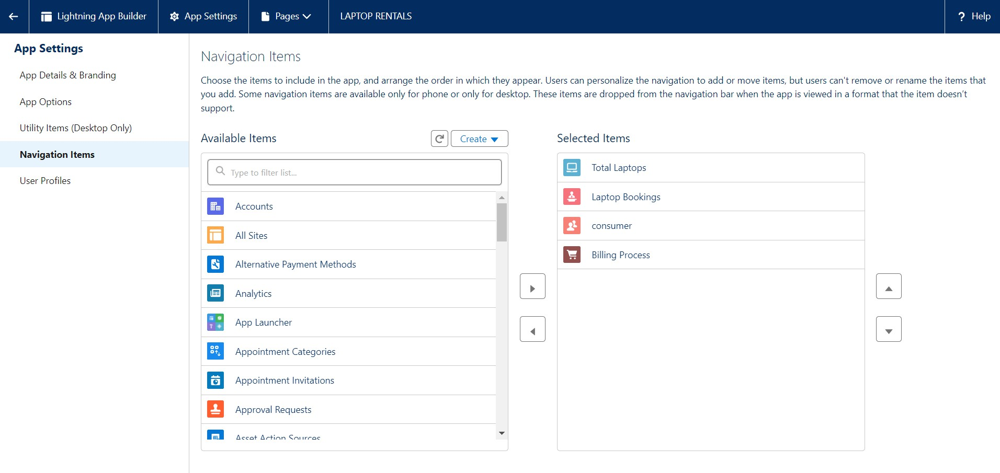 Lightning App Builder
App Settings
Pages
LAPTOP RENTALS
? Help
App Settings
App Details & Branding
App Options
Utility Items (Desktop Only)
Navigation Items
User Profiles
Navigation Items
Choose the items to include in the app, and arrange the order in which they appear. Users can personalize the navigation to add or move items, but users can't remove or rename the items that
you add. Some navigation items are available only for phone or only for desktop. These items are dropped from the navigation bar when the app is viewed in a format that the item doesn’t
support.
Available Items
Create
Type to filter list...
Accounts
All Sites
Alternative Payment Methods
Analytics
App Launcher
Appointment Categories
Appointment Invitations
Approval Requests
Asset Action Sources
Selected Items
Total Laptops
Laptop Bookings
consumer
Billing Process